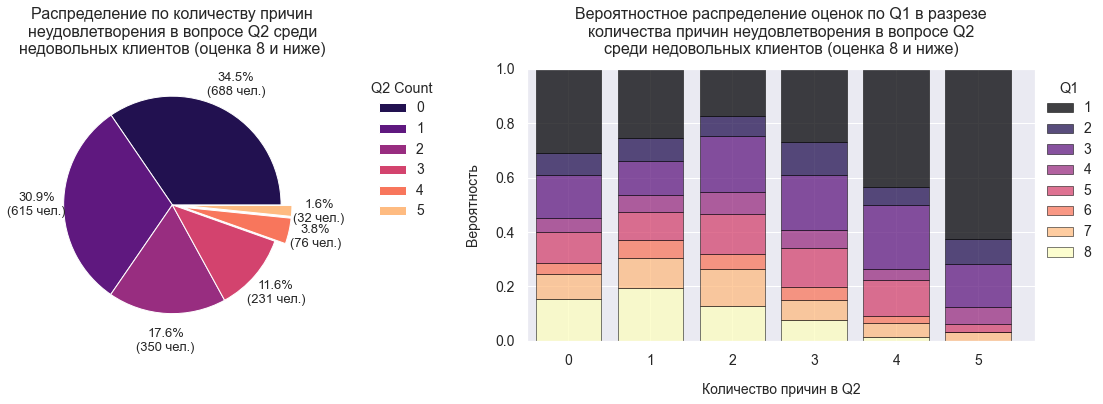 Распределение по количеству причин
неудовлетворения в вопросе Q2 среди
недовольных клиентов (оценка 8 и ниже)
34.5%
(688 чел.)
30.9%
(615 чел.)
17.6%
(350 чел.)
11.6%
(231 чел.)
3.8%
(76 чел.)
1.6%
(32 чел.)
Q2 Count
0
1
2
3
4
5
Вероятностное распределение оценок по Q1 в разрезе
количества причин неудовлетворения в вопросе Q2
среди недовольных клиентов (оценка 8 и ниже)
Вероятность
1.0
0.8
0.6
0.4
0.2
0.0
0
1
2
3
4
5
Количество причин в Q2
Q1
1
2
3
4
5
6
7
8